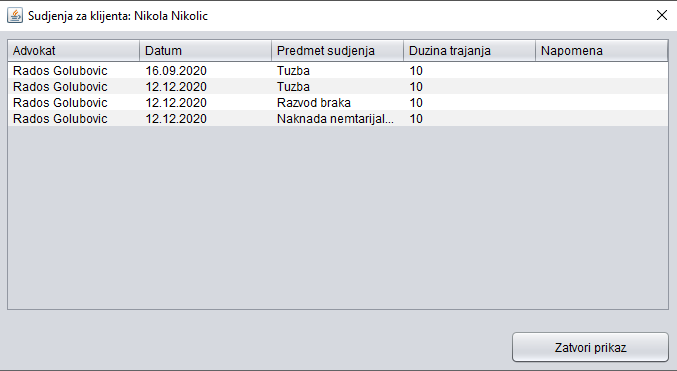 Sudjenja za klijenta: Nikola Nikolic
Advokat Datum Predmet sudjenja Duzina trajanja Napomena
Rados Golubovic 16.09.2020 Tuzba 10
Rados Golubovic 12.12.2020 Tuzba 10
Rados Golubovic 12.12.2020 Razvod braka 10
Rados Golubovic 12.12.2020 Naknada nemtarijal... 10
Zatvori prikaz